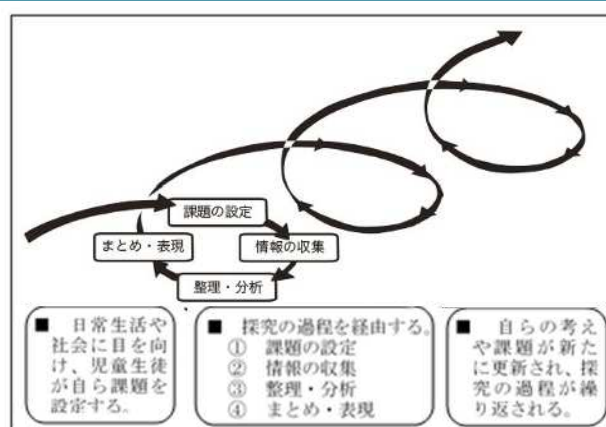 課題の設定
まとめ・表現
情報の収集
整理・分析
■ 日常生活や
社会に目を向
け、児童生徒
が自ら課題を
設定する。
■ 探究の過程を経由する。
① 課題の設定
② 情報の収集
③ 整理・分析
④ まとめ・表現
■ 自らの考え
や課題が新た
に更新され、探
究の過程が繰
り返される。